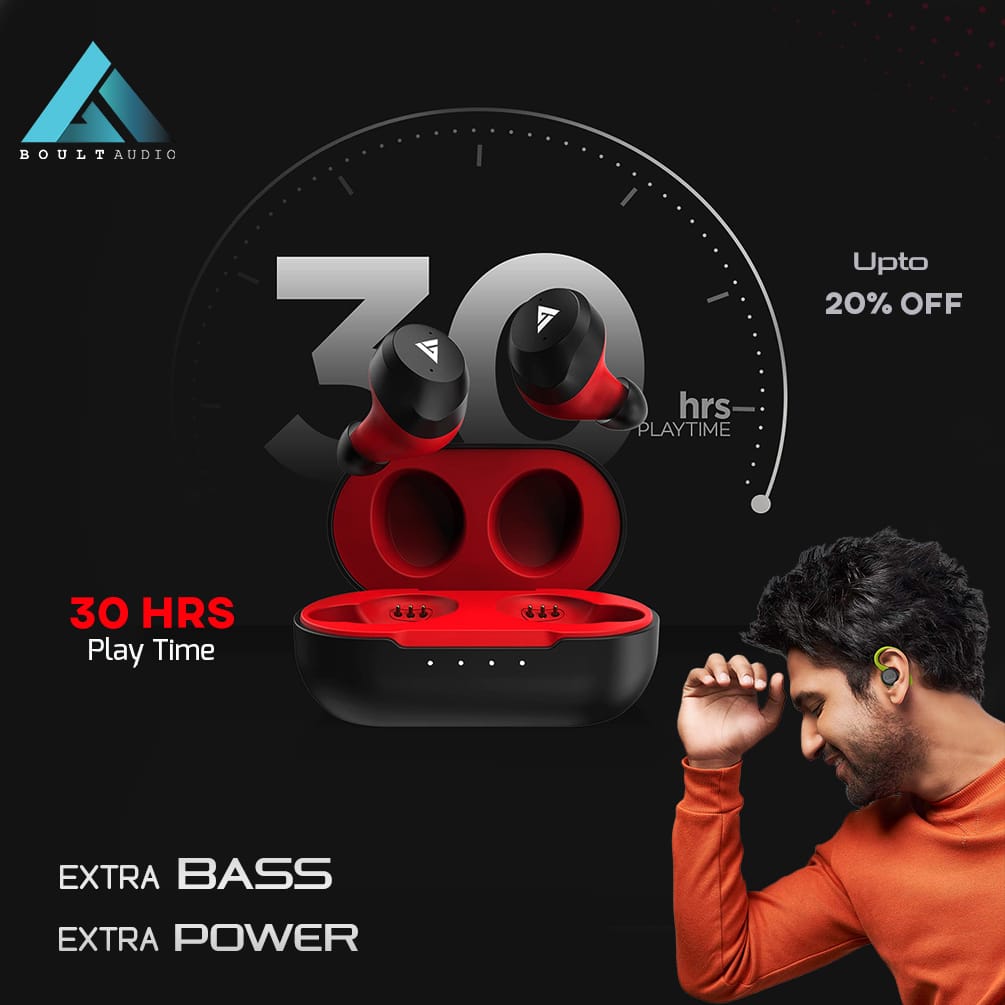 BOULT AUDIO
30
hrs
PLAYTIME
Upto
20% OFF
30 HRS
Play Time
EXTRA BASS
EXTRA POWER